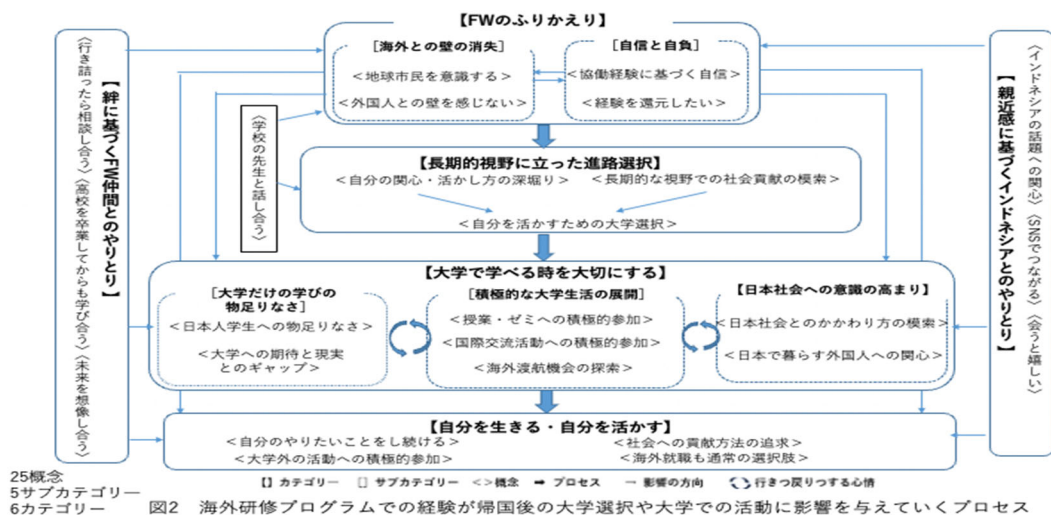 【FWのふりかえり】
[海外との壁の消失]
<地球市民を意識する>
<外国人との壁を感じない>
[自信と自負]
<協働経験に基づく自信>
<経験を還元したい>
【絆に基づくFW仲間とのやりとり】
〈行き詰ったら相談し合う〉〈高校を卒業してからも学び合う〉〈未来を想像し合う〉
〈学校の先生と話し合う〉
【親近感に基づくインドネシアとのやりとり】
〈インドネシアの話題への関心〉〈SNSでつながる〉〈会うと嬉しい〉
【長期的視野に立った進路選択】
<自分の関心・活かし方の深堀り>
<長期的な視野での社会貢献の模索>
<自分を活かすための大学選択>
【大学で学べる時を大切にする】
[大学だけの学びの
物足りなさ]
<日本人学生への物足りなさ>
<大学への期待と現実
とのギャップ>
[積極的な大学生活の展開]
<授業・ゼミへの積極的参加>
<国際交流活動への積極的参加>
<海外渡航機会の探索>
【日本社会への意識の高まり】
<日本社会とのかかわり方の模索>
<日本で暮らす外国人への関心>
【自分を生きる・自分を活かす】
<自分のやりたいことをし続ける>
<社会への貢献方法の追求>
<大学外の活動への積極的参加>
<海外就職も通常の選択肢>
25概念
5サブカテゴリー
6カテゴリー
【】カテゴリー [] サブカテゴリー <>概念 ➡ プロセス → 影響の方向 行きつ戻りつする心情
図2 海外研修プログラムでの経験が帰国後の大学選択や大学での活動に影響を与えていくプロセス